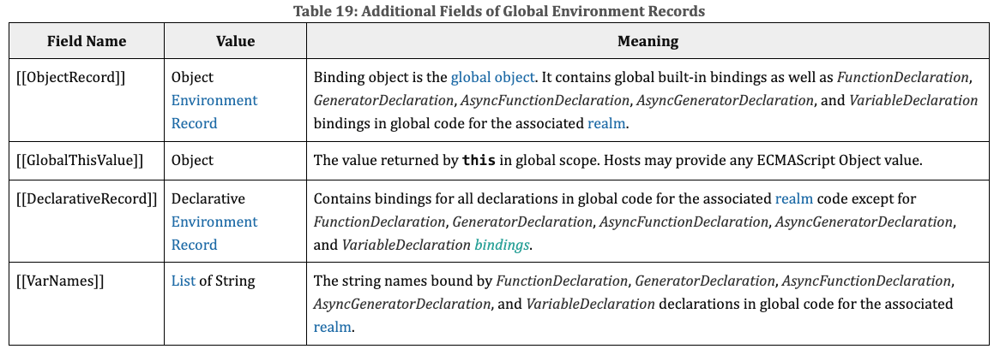 Table 19: Additional Fields of Global Environment Records
Field Name Value Meaning
[[ObjectRecord]] Object Binding object is the global object. It contains global built-in bindings as well as FunctionDeclaration,
Environment GeneratorDeclaration, AsyncFunctionDeclaration, AsyncGeneratorDeclaration, and VariableDeclaration
Record bindings in global code for the associated realm.
[[GlobalThisValue]] Object The value returned by this in global scope. Hosts may provide any ECMAScript Object value.
[[DeclarativeRecord]] Declarative Contains bindings for all declarations in global code for the associated realm code except for
Environment FunctionDeclaration, GeneratorDeclaration, AsyncFunctionDeclaration, AsyncGeneratorDeclaration,
Record and VariableDeclaration bindings.
[[VarNames]] List of String The string names bound by FunctionDeclaration, GeneratorDeclaration, AsyncFunctionDeclaration,
AsyncGeneratorDeclaration, and VariableDeclaration declarations in global code for the associated
realm.